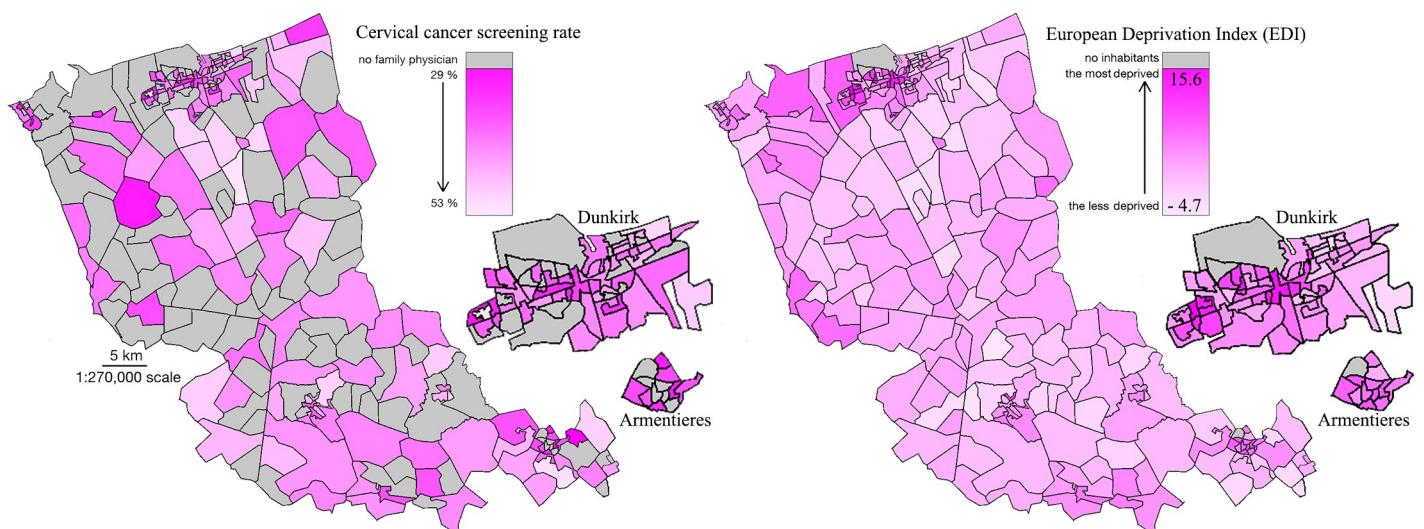 Cervical cancer screening rate
no family physician
29 %
53 %
Dunkirk
5 km
1:270,000 scale
Armentieres
European Deprivation Index (EDI)
no inhabitants
the most deprived
15.6
the less deprived
- 4.7
Dunkirk
Armentieres